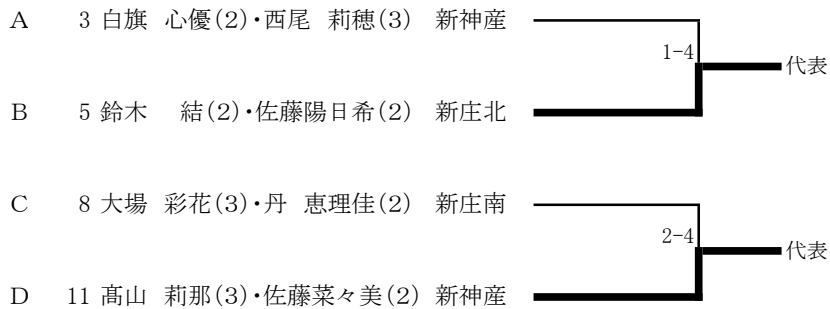 A 3 白旗 心優(2)・西尾 莉穂(3) 新神産
1-4
代表
B 5 鈴木 結(2)・佐藤陽日希(2) 新庄北
C 8 大場 彩花(3)・丹 恵理佳(2) 新庄南
2-4
代表
D 11 髙山 莉那(3)・佐藤菜々美(2) 新神産